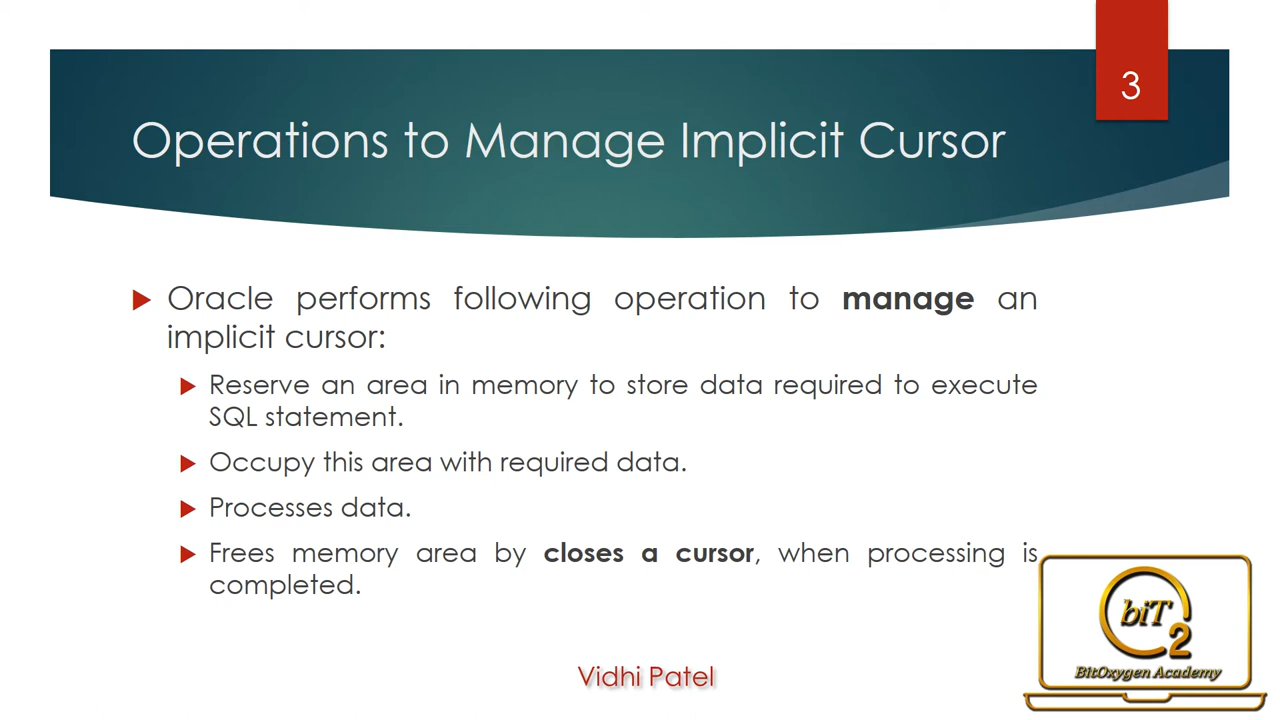 3
Operations to Manage Implicit Cursor
Oracle performs following operation to manage an
implicit cursor:
Reserve an area in memory to store data required to execute
SQL statement.
Occupy this area with required data.
Processes data.
Frees memory area by closes a cursor, when processing is
completed.
biT
2
BitOxygen Academy
Vidhi Patel